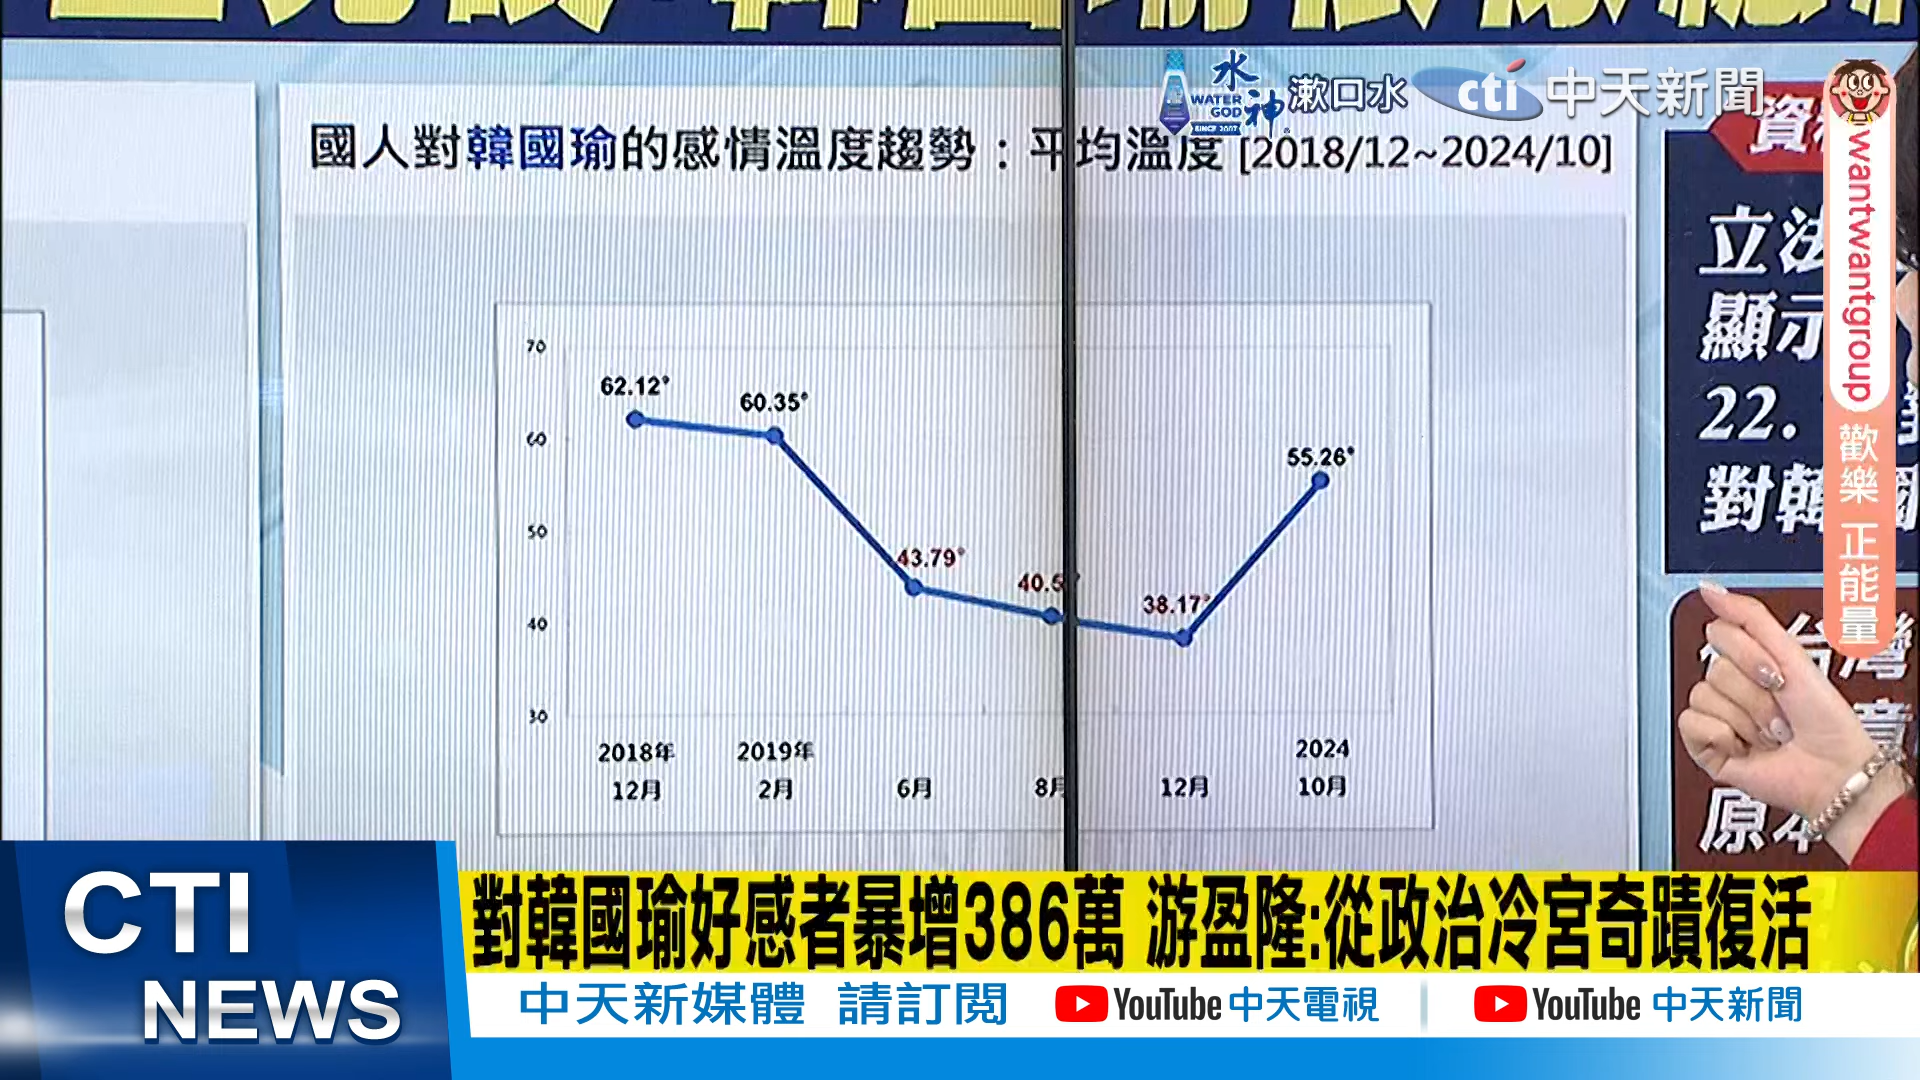 水神
WATER GOD
SINCE 2007
漱口水
cti 中天新聞
國人對韓國瑜的感情溫度趨勢：平均溫度 [2018/12~2024/10]
70
60
50
40
30
62.12°
60.35°
43.79°
40.5
38.17°
55.26°
2018年 2019年 2024
12月 2月 6月 8月 12月 10月
立法
顯示
22.
對韓國
台灣
原本
wantwantgroup
歡樂 正能量
CTI NEWS
對韓國瑜好感者暴增386萬 游盈隆:從政治冷宮奇蹟復活
中天新媒體 請訂閱 YouTube 中天電視 YouTube 中天新聞